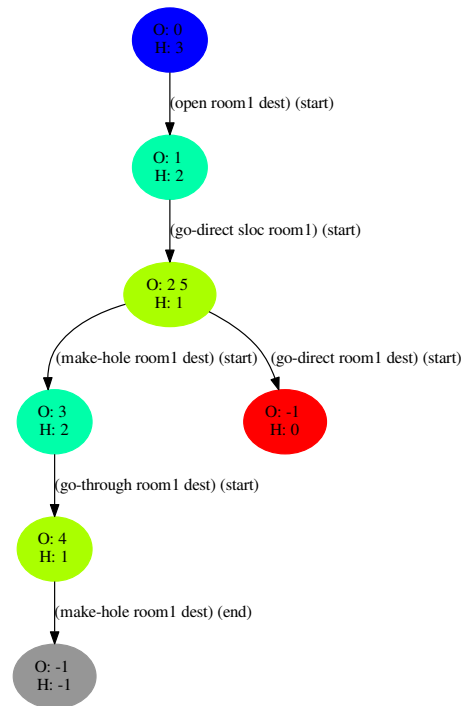 O: 0
H: 3
(open room1 dest) (start)
O: 1
H: 2
(go-direct sloc room1) (start)
O: 2 5
H: 1
(make-hole room1 dest) (start)
(go-direct room1 dest) (start)
O: 3
H: 2
O: -1
H: 0
(go-through room1 dest) (start)
O: 4
H: 1
(make-hole room1 dest) (end)
O: -1
H: -1